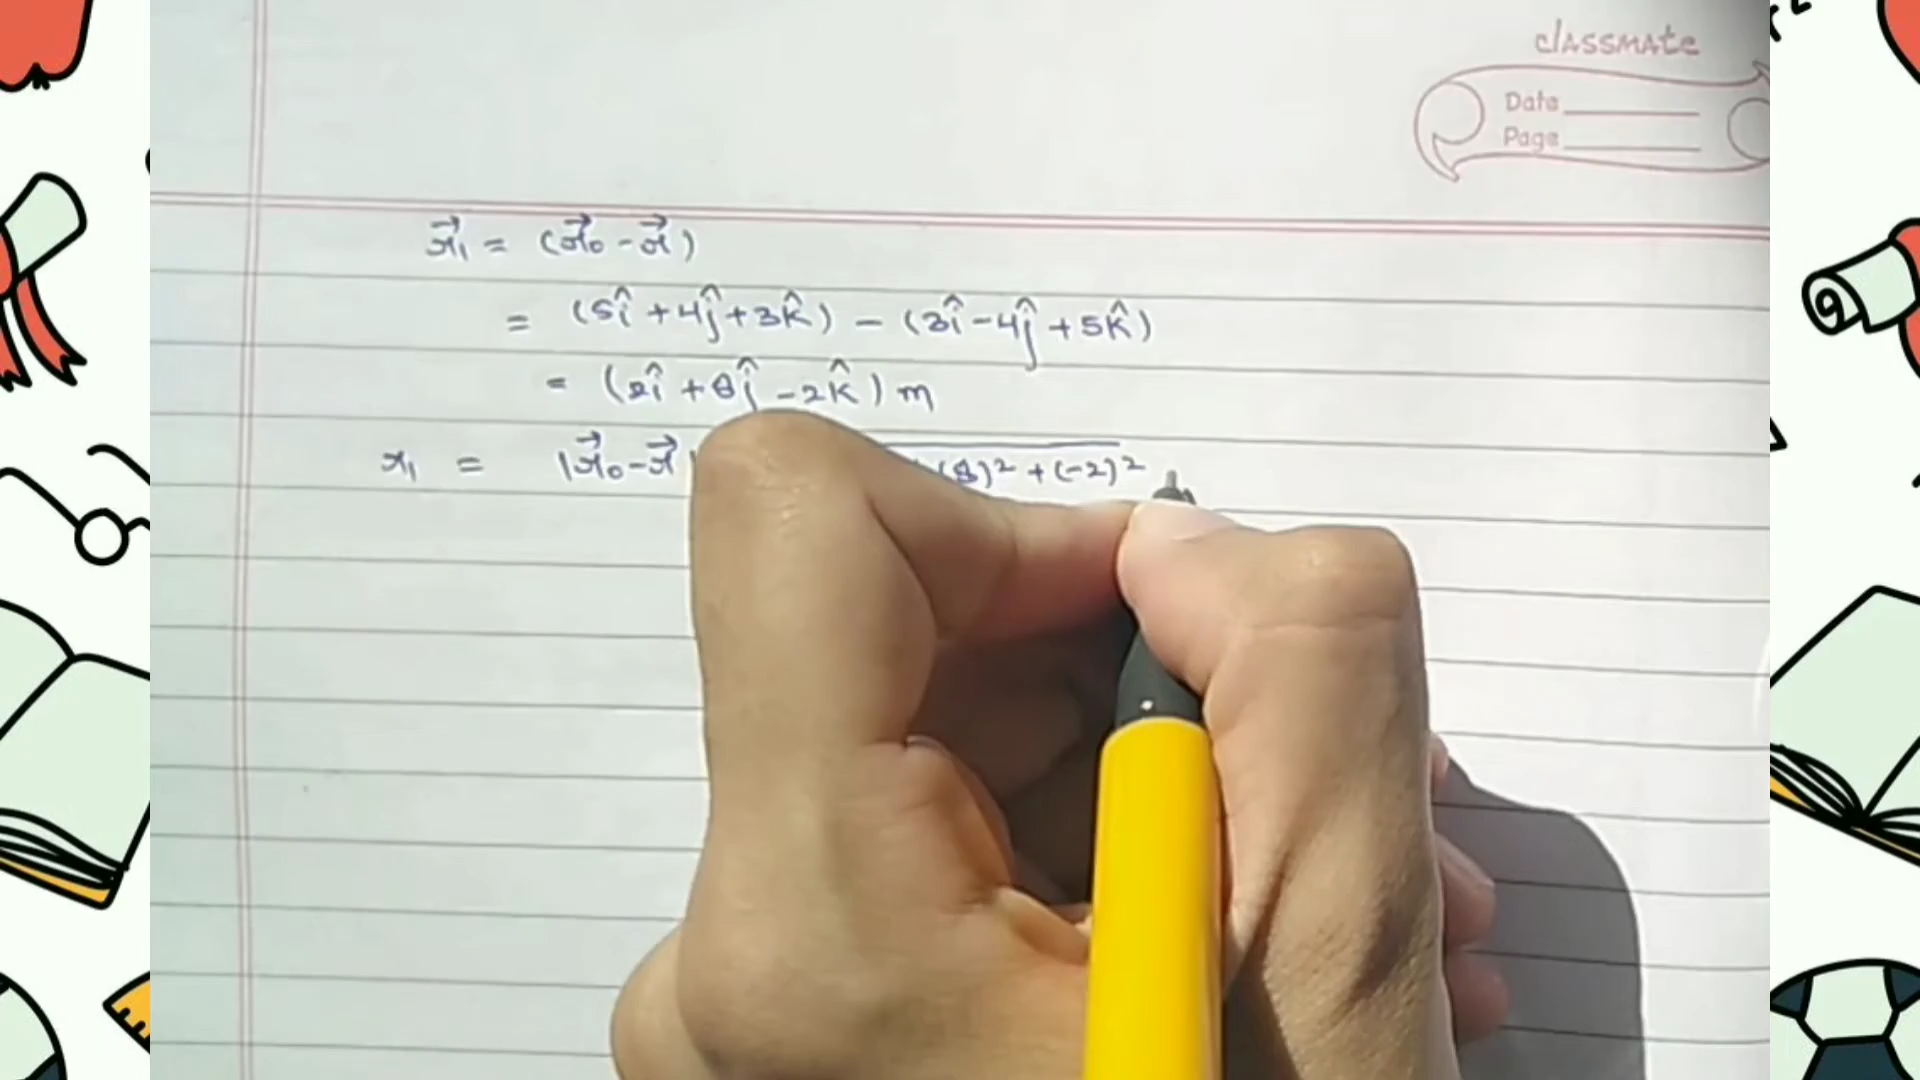 classmate
Date
Page
r⃗₁ = (r⃗₀ - r⃗)
= (5î + 4ĵ + 3k̂) - (3î - 4ĵ + 5k̂)
= (2î + 8ĵ - 2k̂) m
r₁ = |r⃗₀ - r⃗| (8)² + (-2)²